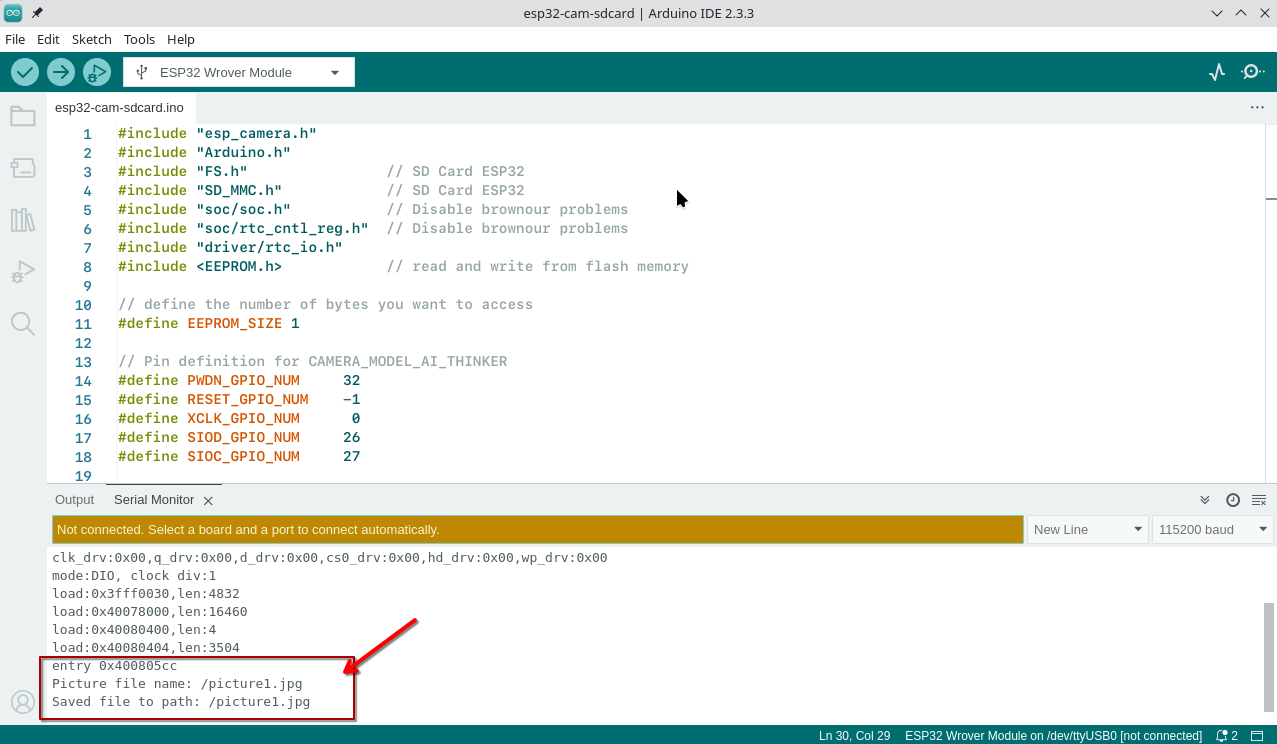 esp32-cam-sdcard | Arduino IDE 2.3.3
File Edit Sketch Tools Help
ESP32 Wrover Module
esp32-cam-sdcard.ino
1 #include "esp_camera.h"
2 #include "Arduino.h"
3 #include "FS.h" // SD Card ESP32
4 #include "SD_MMC.h" // SD Card ESP32
5 #include "soc/soc.h" // Disable brownour problems
6 #include "soc/rtc_cntl_reg.h" // Disable brownour problems
7 #include "driver/rtc_io.h"
8 #include <EEPROM.h> // read and write from flash memory
9
10 // define the number of bytes you want to access
11 #define EEPROM_SIZE 1
12
13 // Pin definition for CAMERA_MODEL_AI_THINKER
14 #define PWDN_GPIO_NUM 32
15 #define RESET_GPIO_NUM -1
16 #define XCLK_GPIO_NUM 0
17 #define SIOD_GPIO_NUM 26
18 #define SIOC_GPIO_NUM 27
19
Output Serial Monitor
Not connected. Select a board and a port to connect automatically. New Line 115200 baud
clk_drv:0x00,q_drv:0x00,d_drv:0x00,cs0_drv:0x00,hd_drv:0x00,wp_drv:0x00
mode:DIO, clock div:1
load:0x3fff0030,len:4832
load:0x40078000,len:16460
load:0x40080400,len:4
load:0x40080404,len:3504
entry 0x400805cc
Picture file name: /picture1.jpg
Saved file to path: /picture1.jpg
Ln 30, Col 29 ESP32 Wrover Module on /dev/ttyUSB0 [not connected] 2